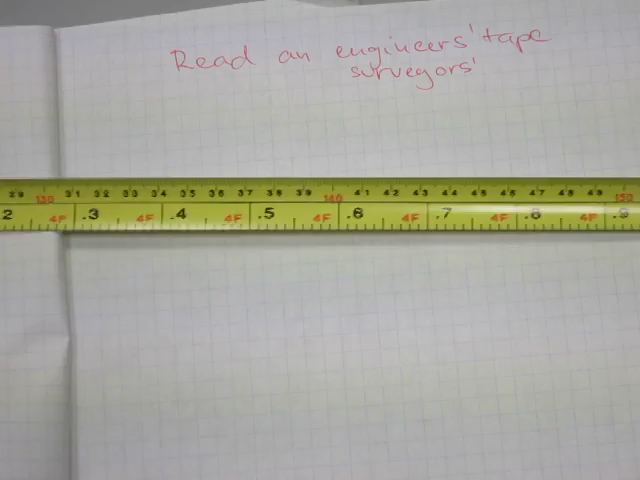 Read an engineers' tape
surveyors'
29 130 31 32 33 34 35 36 37 38 39 140 41 42 43 44 45 46 47 48 49 150
2 4F .3 4F .4 4F .5 4F .6 4F .7 4F .8 4F .9